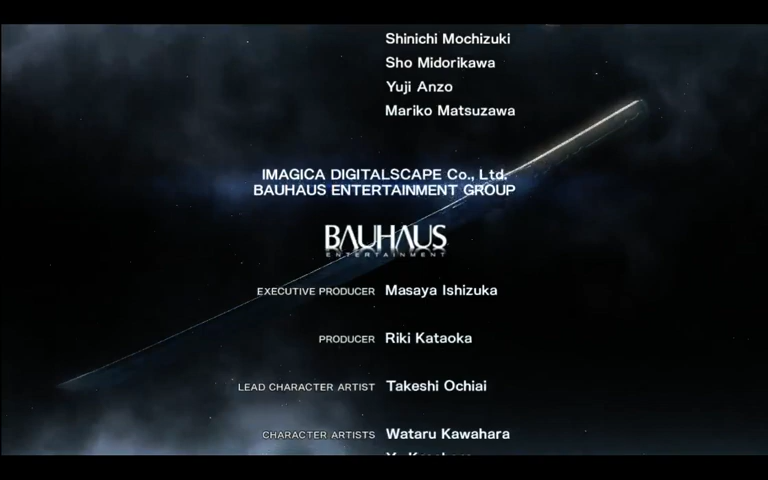 Shinichi Mochizuki
Sho Midorikawa
Yuji Anzo
Mariko Matsuzawa
IMAGICA DIGITALSCAPE Co., Ltd.
BAUHAUS ENTERTAINMENT GROUP
BAUHAUS
ENTERTAINMENT
EXECUTIVE PRODUCER Masaya Ishizuka
PRODUCER Riki Kataoka
LEAD CHARACTER ARTIST Takeshi Ochiai
CHARACTER ARTISTS Wataru Kawahara